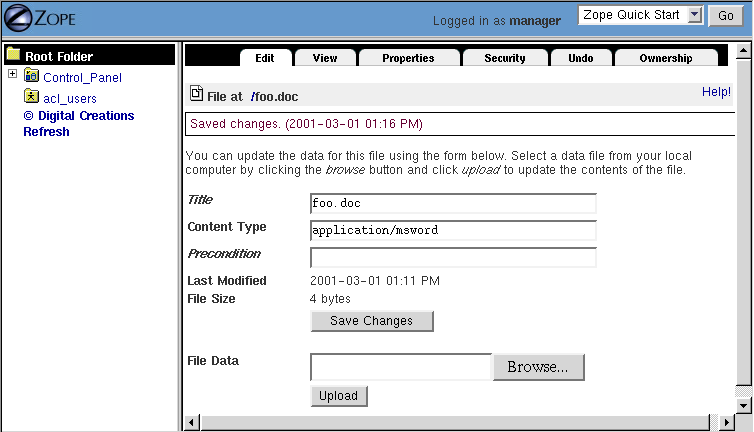 ZOPE
Logged in as manager
Zope Quick Start
Go
Root Folder
Control_Panel
acl_users
© Digital Creations
Refresh
Edit
View
Properties
Security
Undo
Ownership
File at /foo.doc
Help!
Saved changes. (2001-03-01 01:16 PM)
You can update the data for this file using the form below. Select a data file from your local
computer by clicking the browse button and click upload to update the contents of the file.
Title
foo.doc
Content Type
application/msword
Precondition
Last Modified
2001-03-01 01:11 PM
File Size
4 bytes
Save Changes
File Data
Browse...
Upload